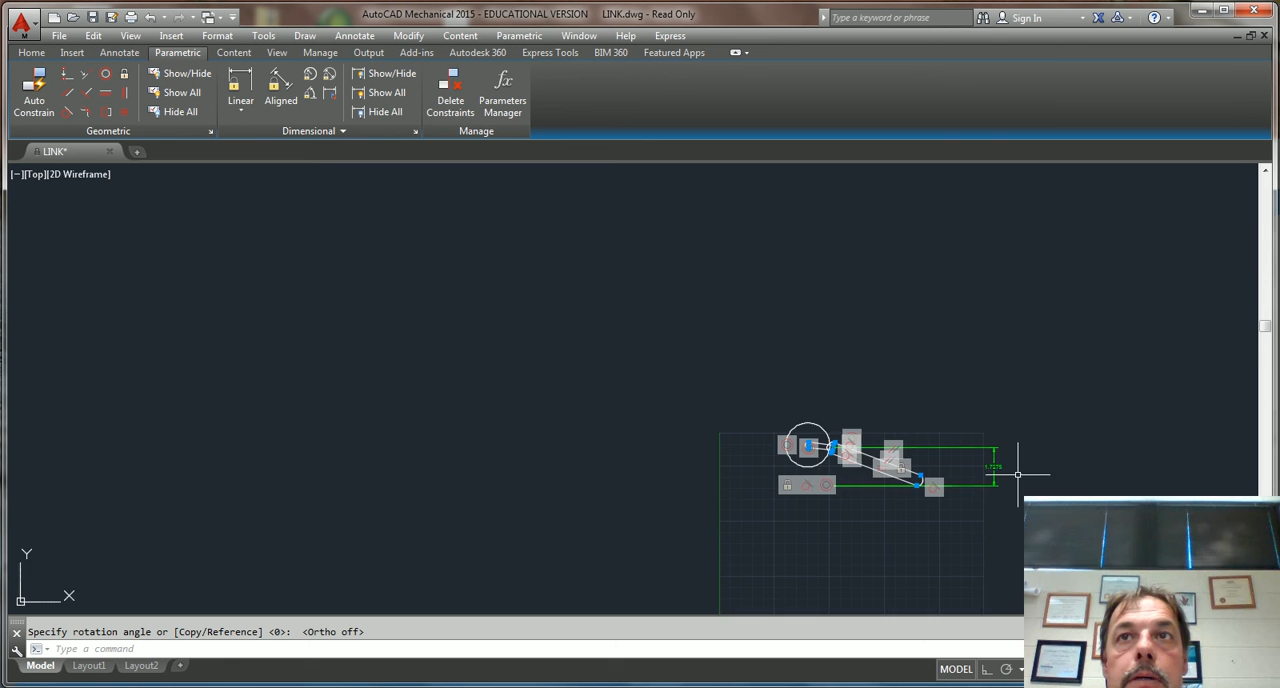 AutoCAD Mechanical 2015 - EDUCATIONAL VERSION LINK.dwg - Read Only
Type a keyword or phrase
Sign In
File Edit View Insert Format Tools Draw Annotate Modify Content Parametric Window Help Express
Home Insert Annotate Parametric Content View Manage Output Add-ins Autodesk 360 Express Tools BIM 360 Featured Apps
Auto Constrain
Show/Hide
Show All
Hide All
Linear
Aligned
Show/Hide
Show All
Hide All
Delete Constraints
Parameters Manager
Geometric
Dimensional
Manage
LINK*
[−][Top][2D Wireframe]
Y
X
Specify rotation angle or [Copy/Reference] <0>: <Ortho off>
Type a command
Model Layout1 Layout2
MODEL